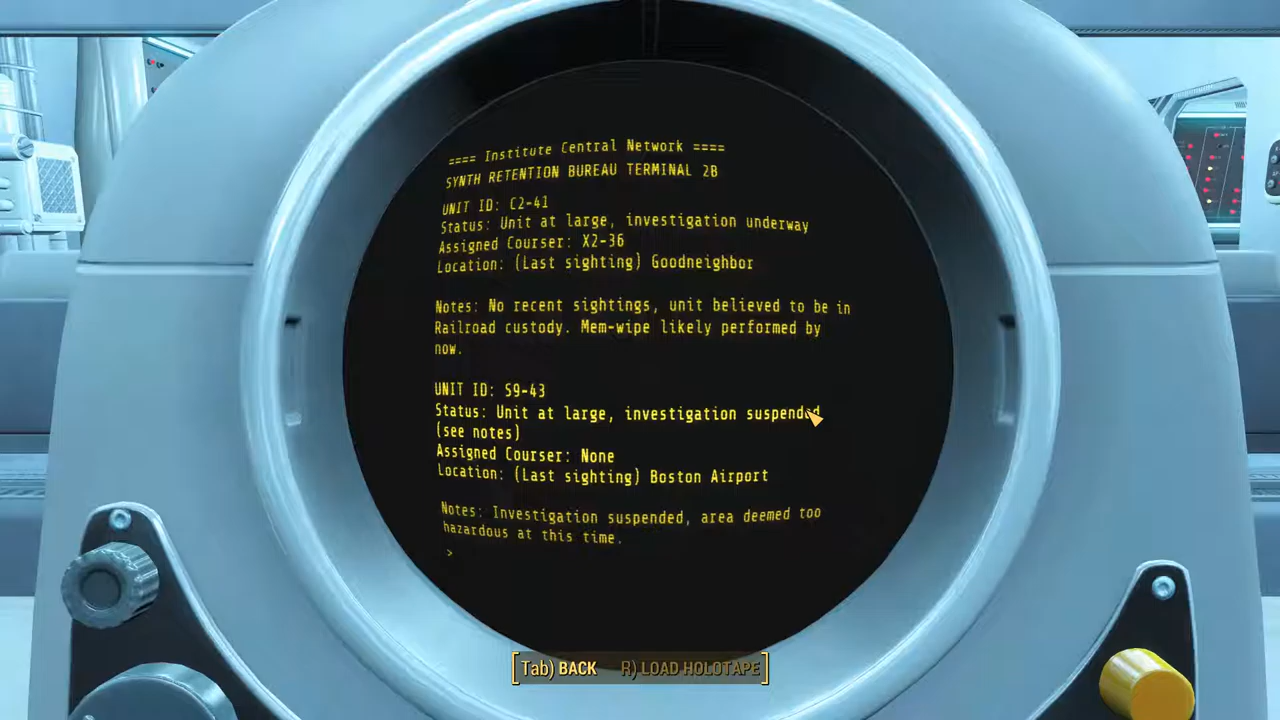 ==== Institute Central Network ====
SYNTH RETENTION BUREAU TERMINAL 2B
UNIT ID: C2-41
Status: Unit at large, investigation underway
Assigned Courser: X2-36
Location: (Last sighting) Goodneighbor
Notes: No recent sightings, unit believed to be in
Railroad custody. Mem-wipe likely performed by
now.
UNIT ID: S9-43
Status: Unit at large, investigation suspended
(see notes)
Assigned Courser: None
Location: (Last sighting) Boston Airport
Notes: Investigation suspended, area deemed too
hazardous at this time.
>
[Tab) BACK R) LOAD HOLOTAPE]